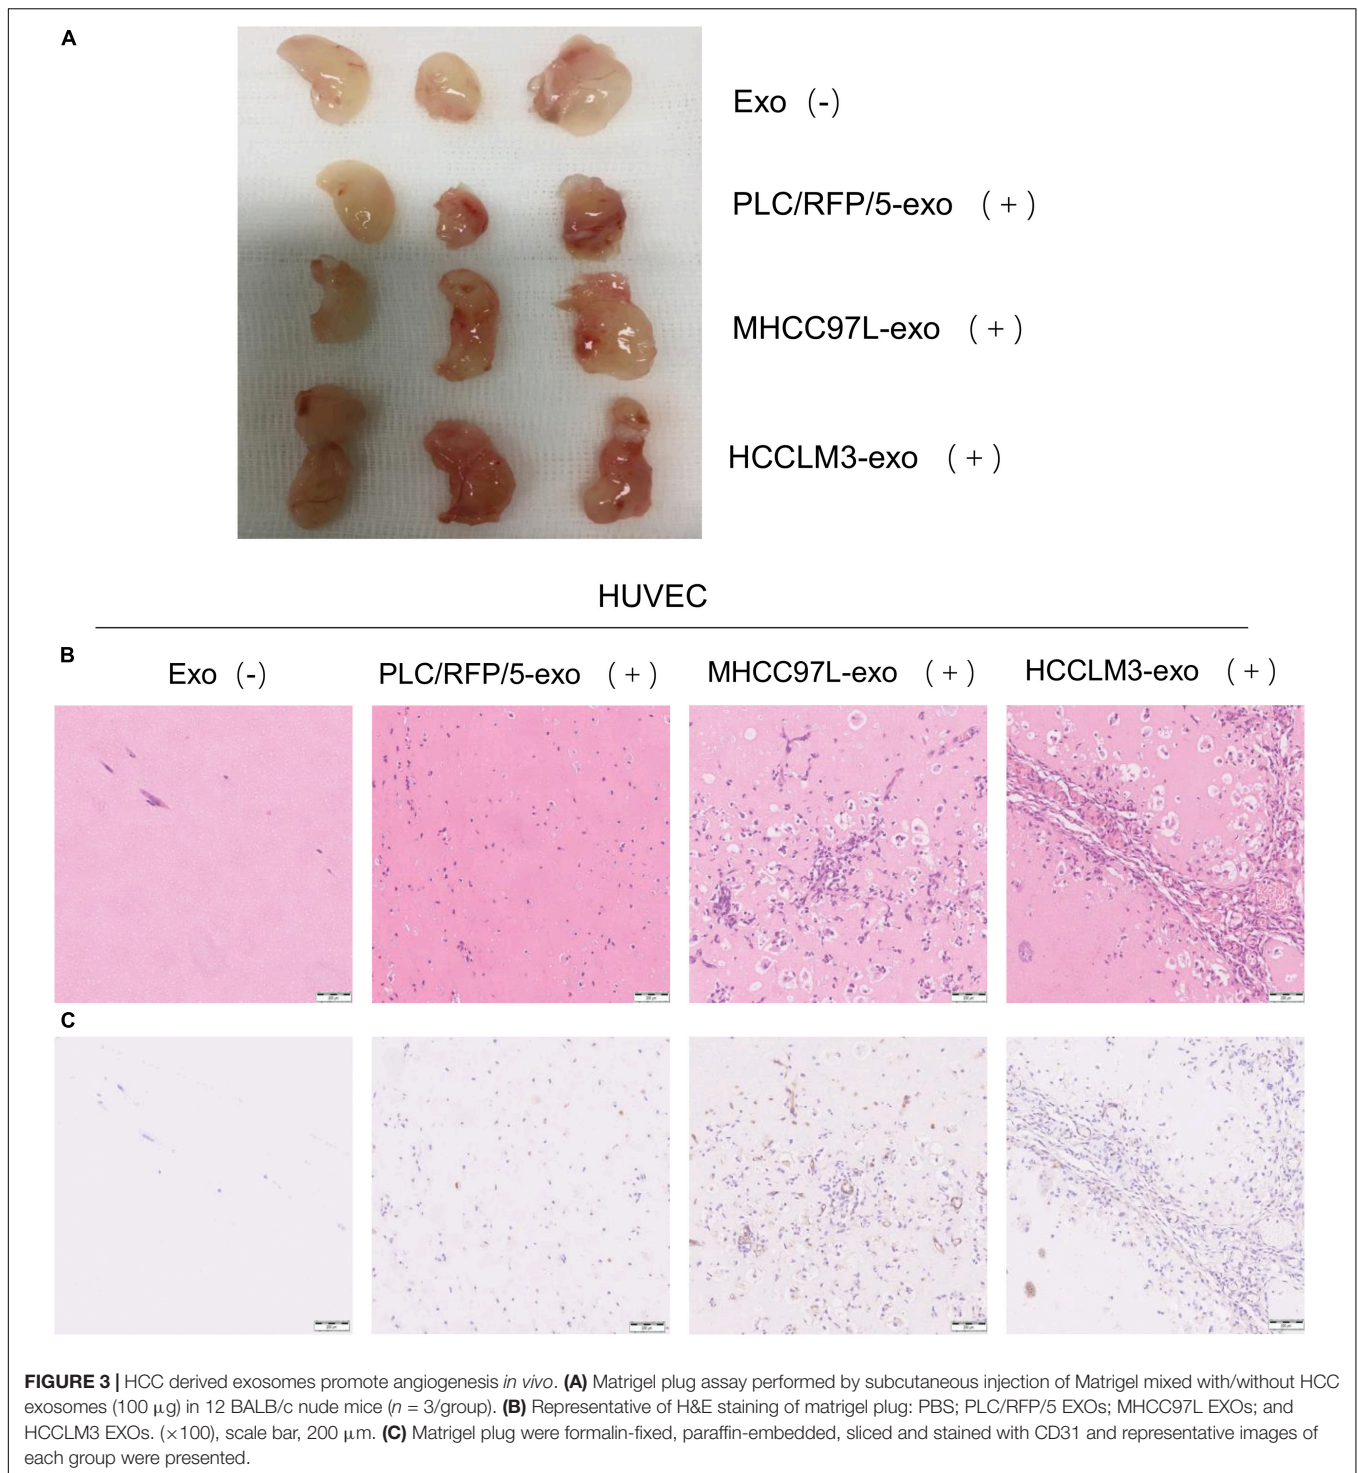 A
Exo (-)
PLC/RFP/5-exo (+)
MHCC97L-exo (+)
HCCLM3-exo (+)
HUVEC
B
Exo (-) PLC/RFP/5-exo (+) MHCC97L-exo (+) HCCLM3-exo (+)
C
FIGURE 3 | HCC derived exosomes promote angiogenesis in vivo. (A) Matrigel plug assay performed by subcutaneous injection of Matrigel mixed with/without HCC
exosomes (100 μg) in 12 BALB/c nude mice (n = 3/group). (B) Representative of H&E staining of matrigel plug: PBS; PLC/RFP/5 EXOs; MHCC97L EXOs; and
HCCLM3 EXOs. (×100), scale bar, 200 μm. (C) Matrigel plug were formalin-fixed, paraffin-embedded, sliced and stained with CD31 and representative images of
each group were presented.